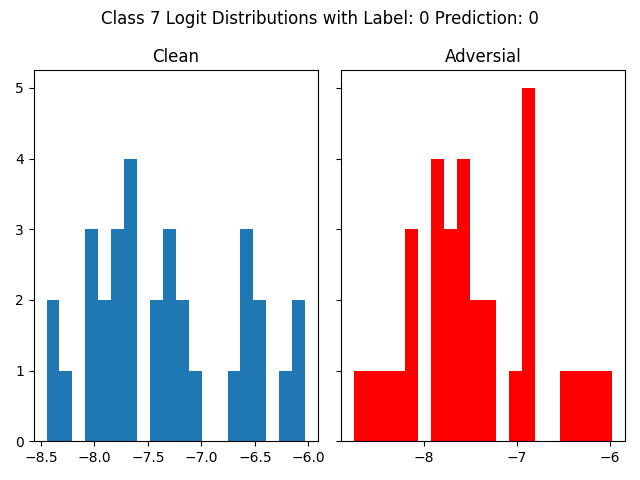 Class 7 Logit Distributions with Label: 0 Prediction: 0
Clean
Adversial
5
4
3
2
1
0
−8.5 −8.0 −7.5 −7.0 −6.5 −6.0
−8 −7 −6